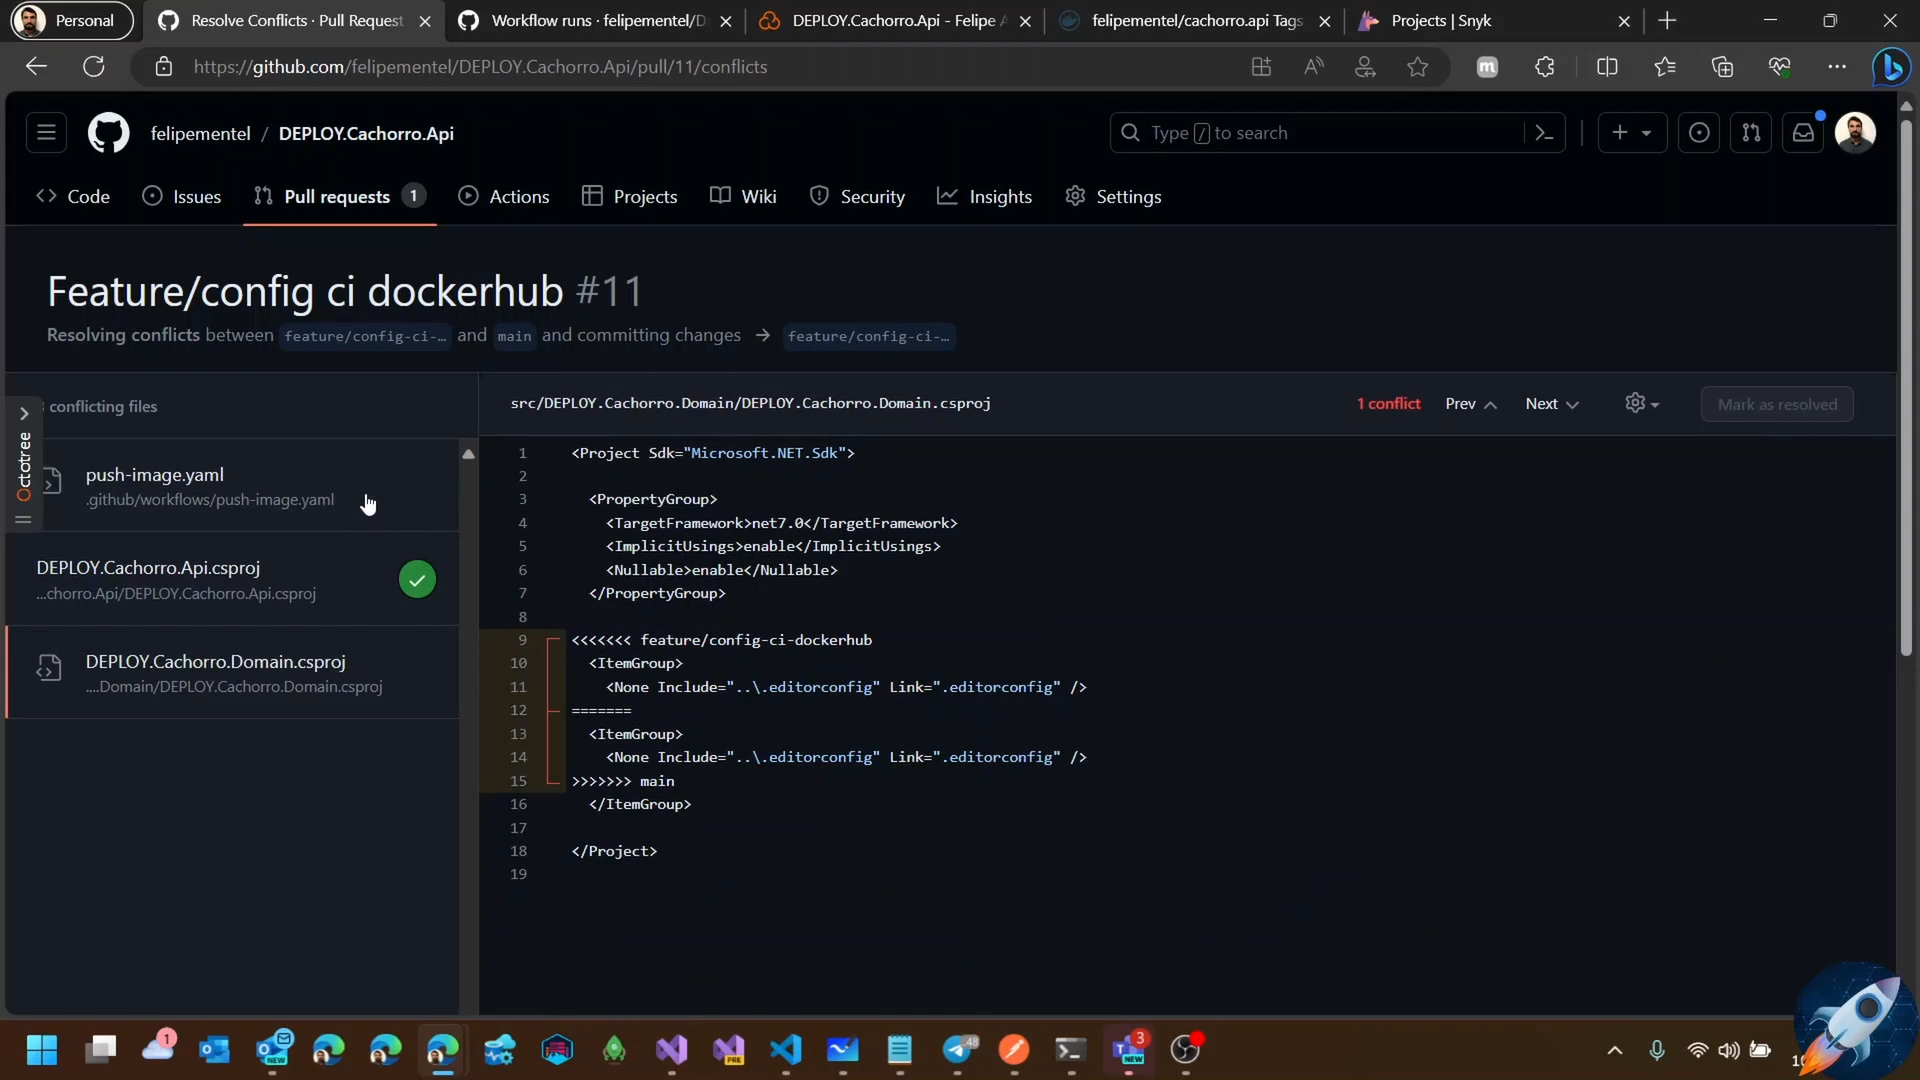 Personal
Resolve Conflicts · Pull Request
Workflow runs · felipementel/D
DEPLOY.Cachorro.Api - Felipe A
felipementel/cachorro.api Tags
Projects | Snyk
https://github.com/felipementel/DEPLOY.Cachorro.Api/pull/11/conflicts
felipementel / DEPLOY.Cachorro.Api
Type / to search
Code
Issues
Pull requests 1
Actions
Projects
Wiki
Security
Insights
Settings
Feature/config ci dockerhub #11
Resolving conflicts between feature/config-ci-… and main and committing changes → feature/config-ci-…
conflicting files
Octotree
push-image.yaml
.github/workflows/push-image.yaml
DEPLOY.Cachorro.Api.csproj
...chorro.Api/DEPLOY.Cachorro.Api.csproj
DEPLOY.Cachorro.Domain.csproj
....Domain/DEPLOY.Cachorro.Domain.csproj
src/DEPLOY.Cachorro.Domain/DEPLOY.Cachorro.Domain.csproj
1 conflict
Prev
Next
Mark as resolved
1 <Project Sdk="Microsoft.NET.Sdk">
2
3 <PropertyGroup>
4 <TargetFramework>net7.0</TargetFramework>
5 <ImplicitUsings>enable</ImplicitUsings>
6 <Nullable>enable</Nullable>
7 </PropertyGroup>
8
9 <<<<<<< feature/config-ci-dockerhub
10 <ItemGroup>
11 <None Include="..\.editorconfig" Link=".editorconfig" />
12 =======
13 <ItemGroup>
14 <None Include="..\.editorconfig" Link=".editorconfig" />
15 >>>>>>> main
16 </ItemGroup>
17
18 </Project>
19
1
NEW
PRE
48
3
NEW